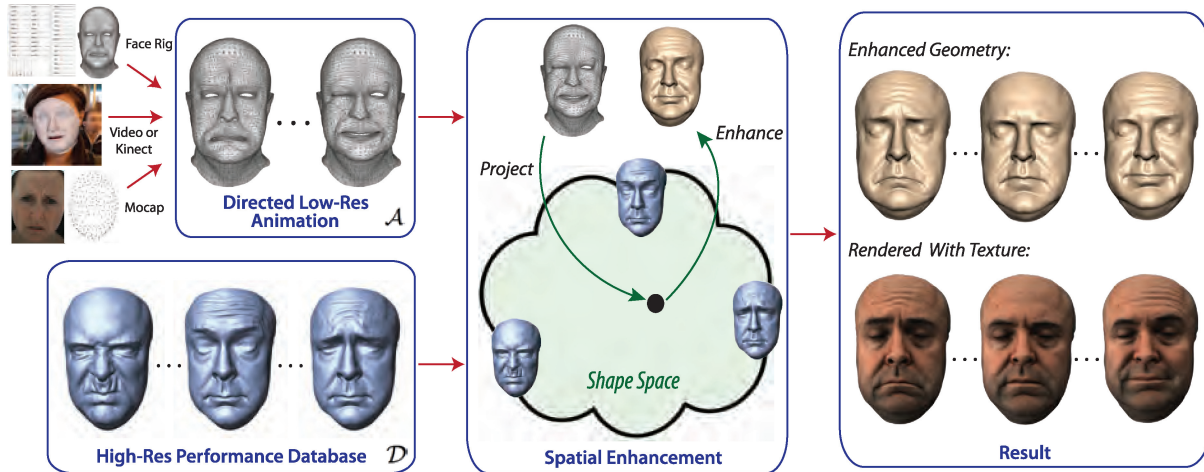 Face Rig
Video or
Kinect
Mocap
Directed Low-Res
Animation
𝒜
High-Res Performance Database
𝒟
Project
Enhance
Shape Space
Spatial Enhancement
Enhanced Geometry:
Rendered With Texture:
Result